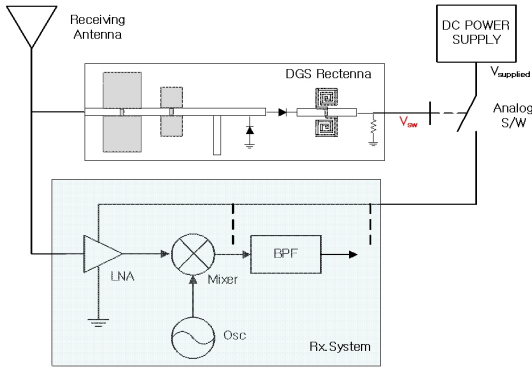 Receiving
Antenna
DC POWER
SUPPLY
DGS Rectenna
Vsupplied
Analog
S/W
Vsw
LNA
Mixer
BPF
Osc
Rx.System